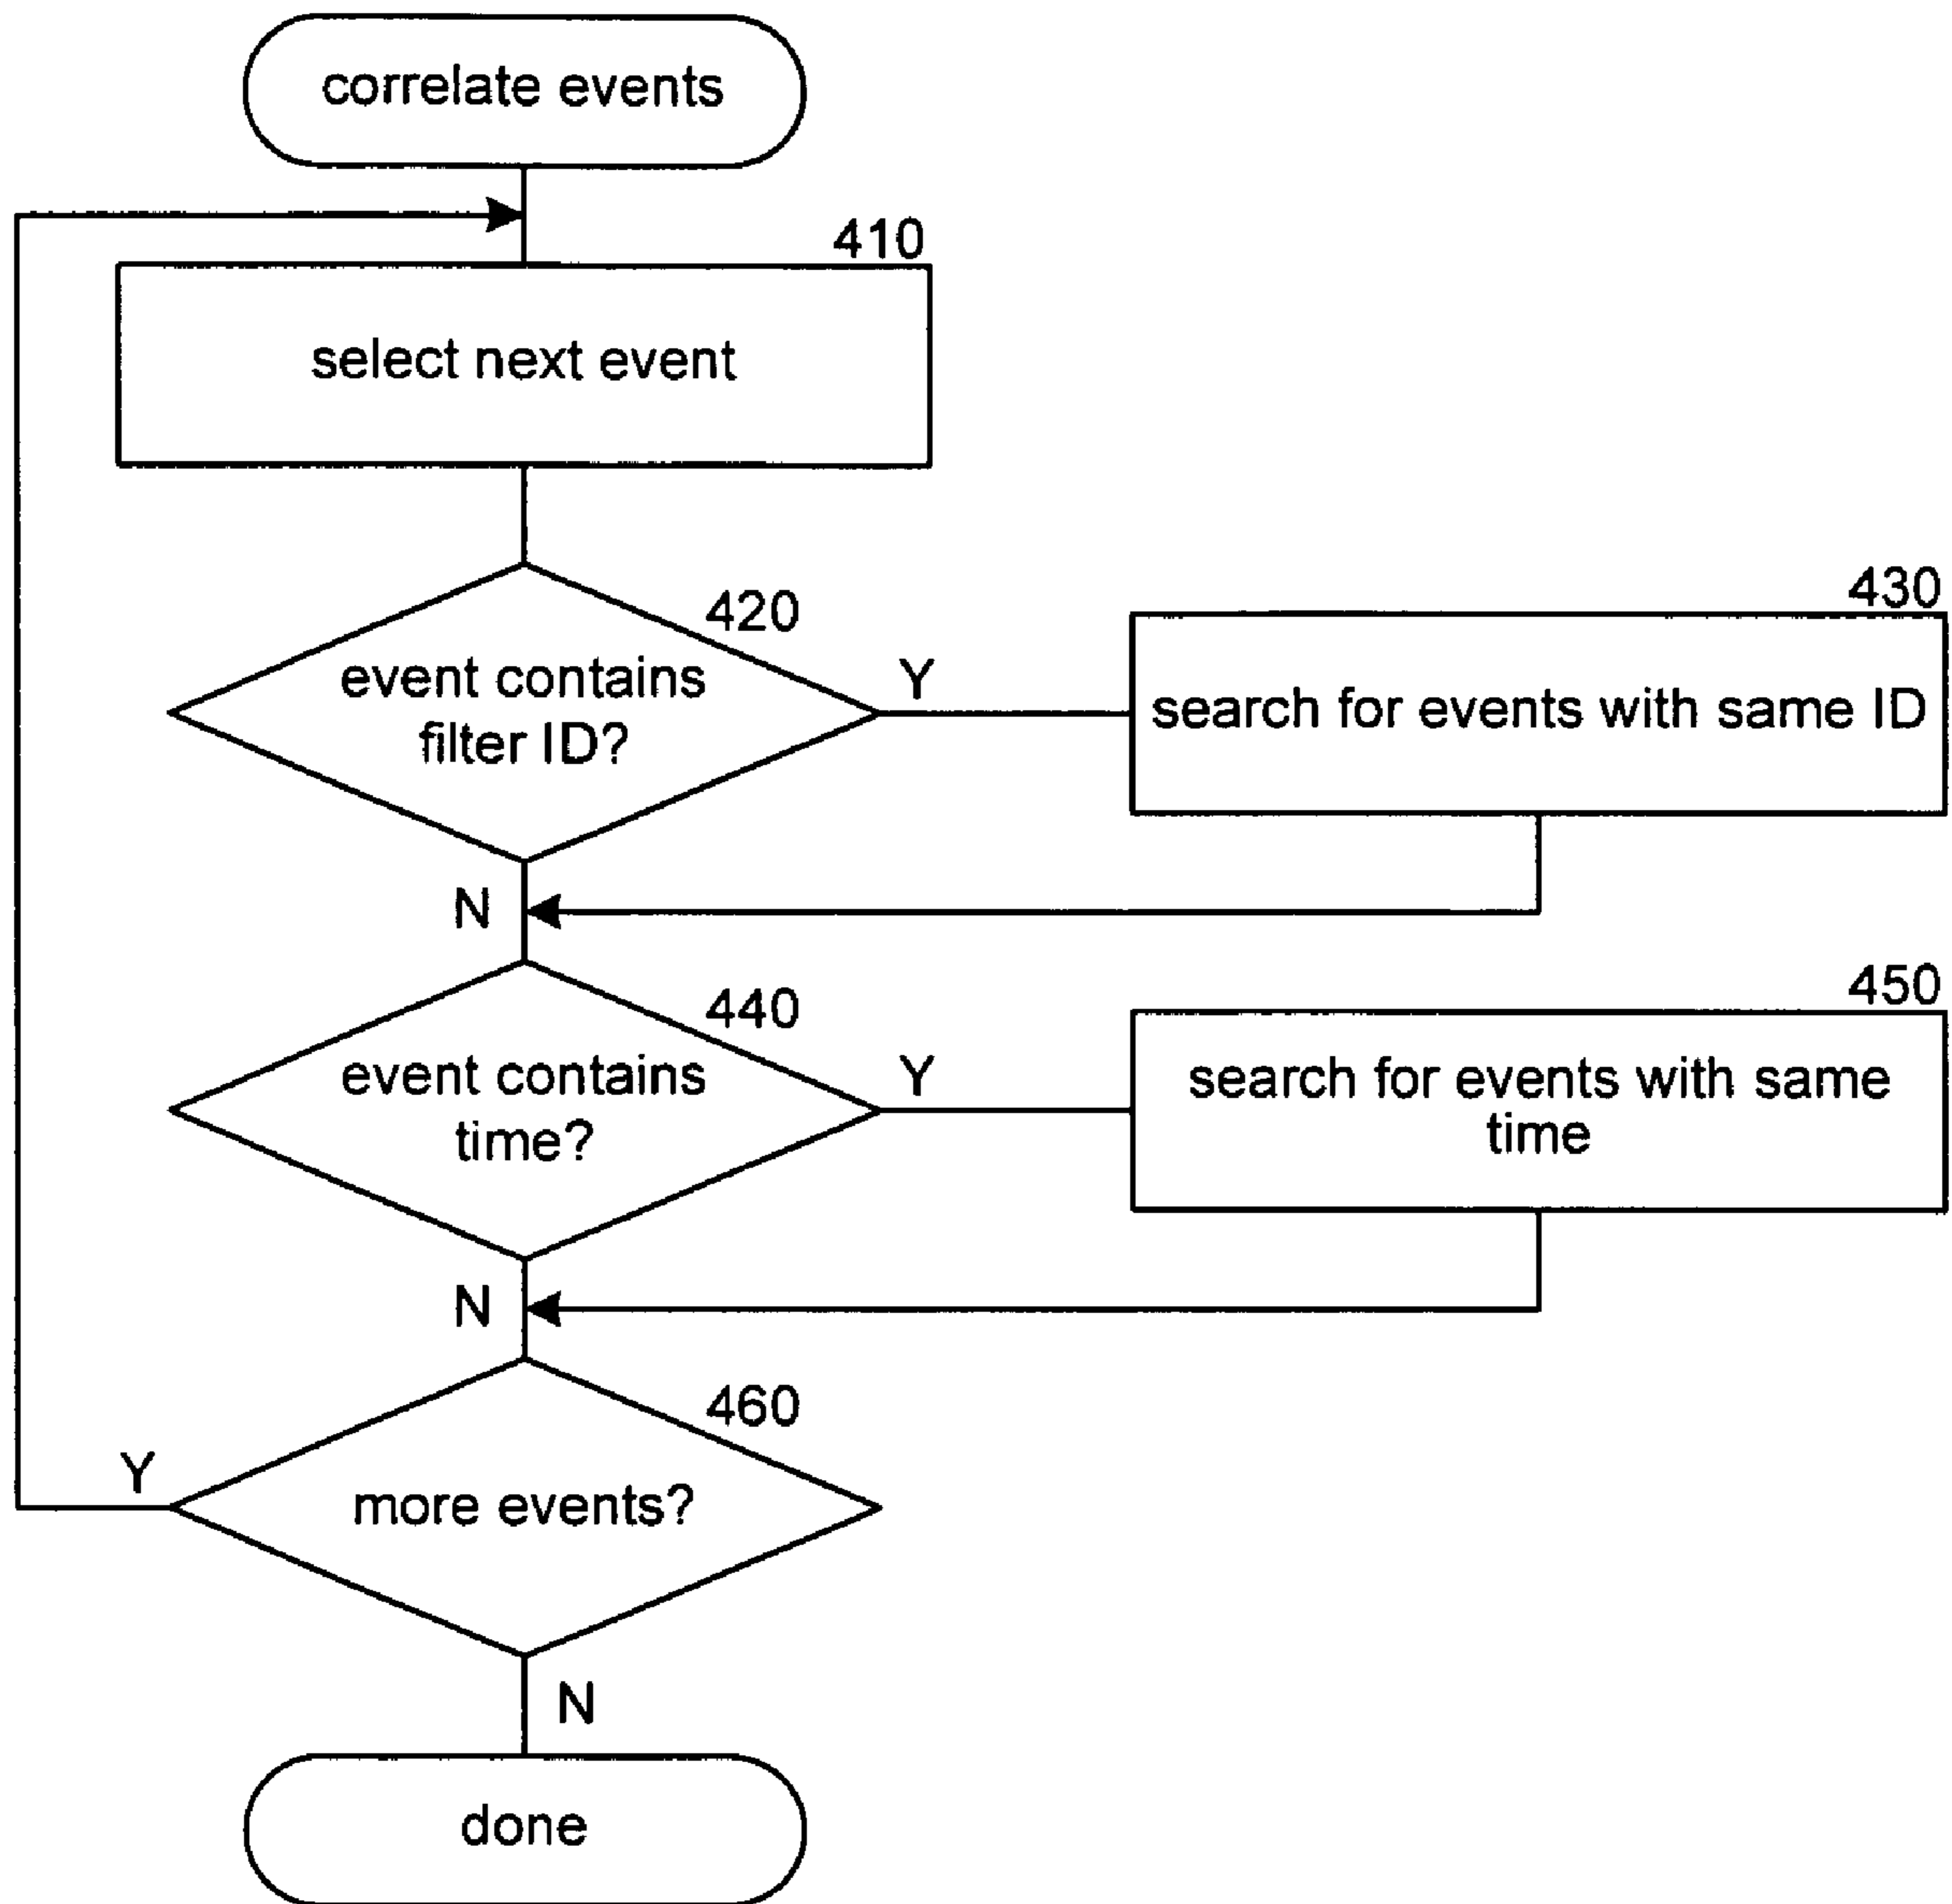 correlate events
410
select next event
420
event contains
filter ID?
Y
430
search for events with same ID
N
440
event contains
time?
Y
450
search for events with same
time
N
460
more events?
Y
N
done